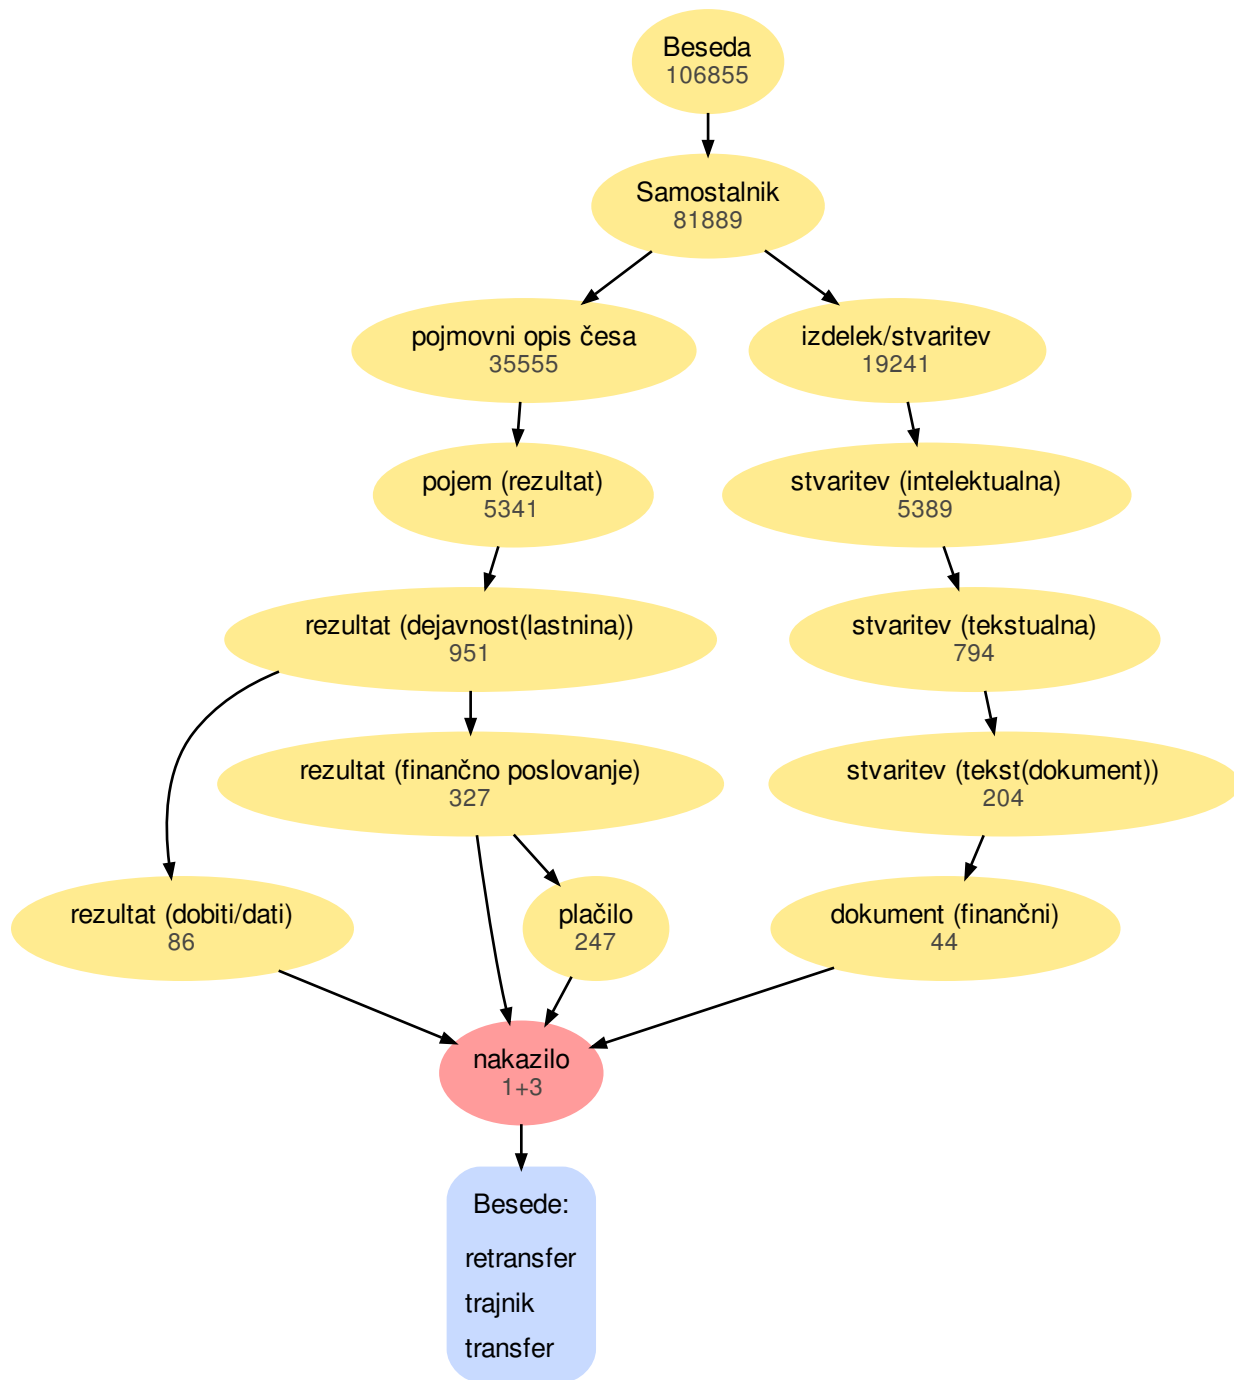 Beseda
106855
Samostalnik
81889
pojmovni opis česa
35555
izdelek/stvaritev
19241
pojem (rezultat)
5341
stvaritev (intelektualna)
5389
rezultat (dejavnost(lastnina))
951
stvaritev (tekstualna)
794
rezultat (finančno poslovanje)
327
stvaritev (tekst(dokument))
204
rezultat (dobiti/dati)
86
plačilo
247
dokument (finančni)
44
nakazilo
1+3
Besede:
retransfer
trajnik
transfer